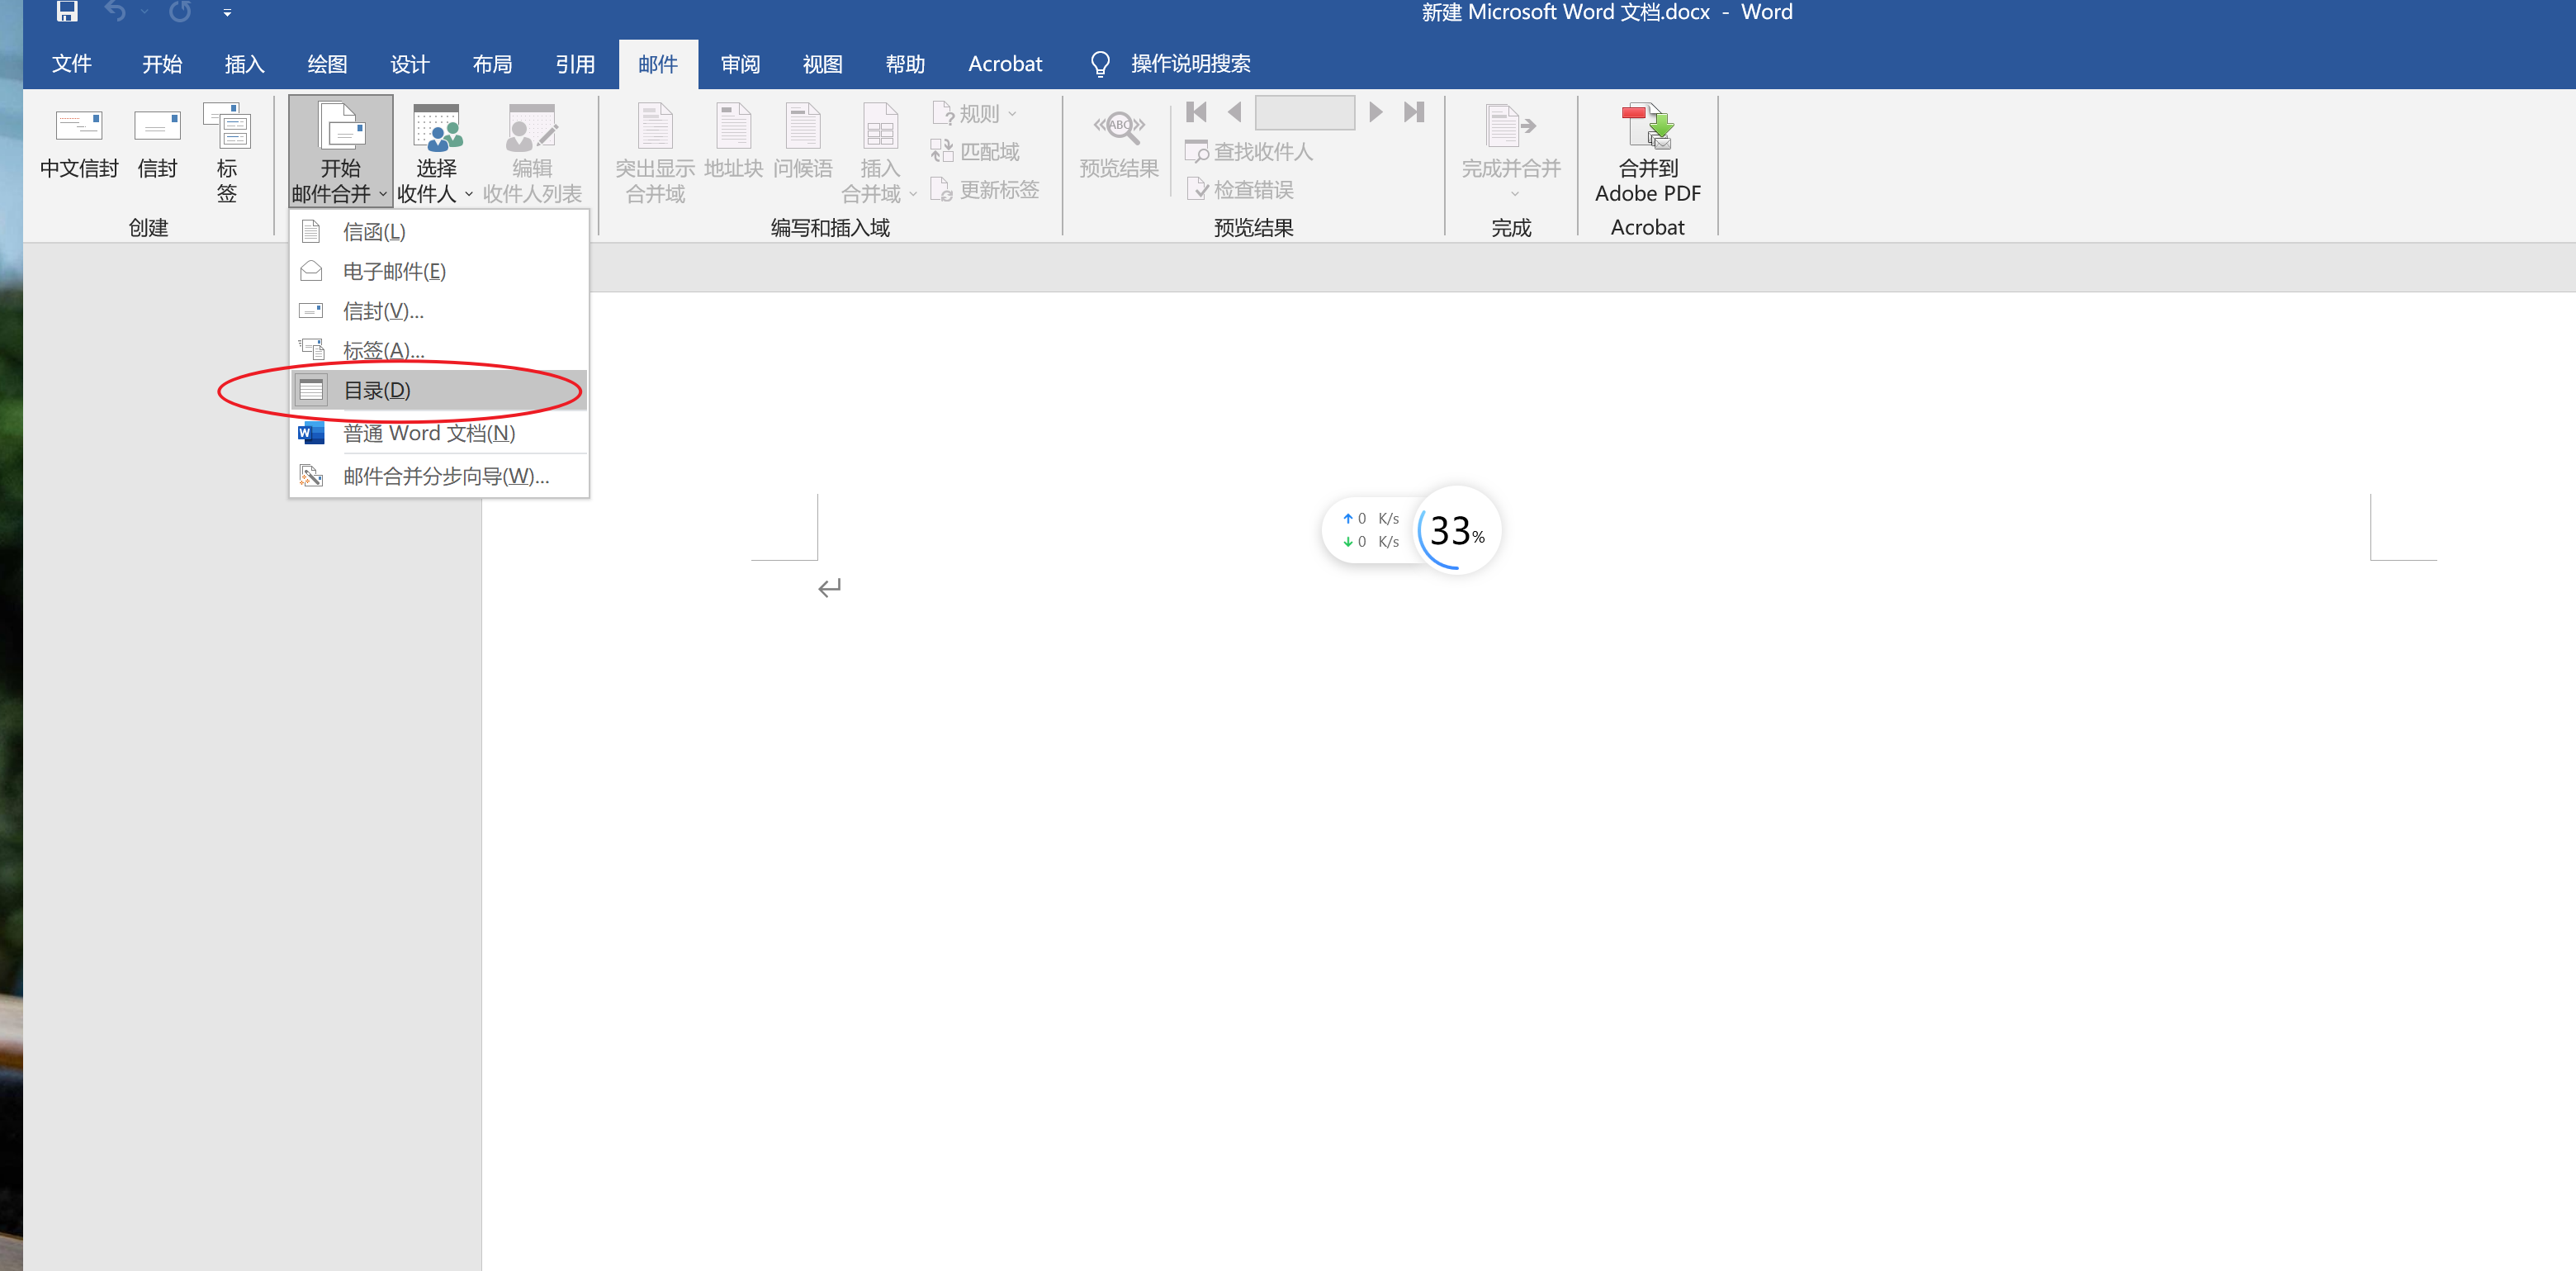 新建 Microsoft Word 文档.docx - Word
文件 开始 插入 绘图 设计 布局 引用 邮件 审阅 视图 帮助 Acrobat 操作说明搜索
中文信封
信封
标
签
创建
开始
邮件合并
选择
收件人
编辑
收件人列表
突出显示
合并域
地址块
问候语
插入
合并域
规则
匹配域
更新标签
编写和插入域
ABC
预览结果
查找收件人
检查错误
预览结果
完成并合并
完成
合并到
Adobe PDF
Acrobat
信函(L)
电子邮件(E)
信封(V)...
标签(A)...
目录(D)
W 普通 Word 文档(N)
邮件合并分步向导(W)...
↑ 0 K/s
↓ 0 K/s
33%